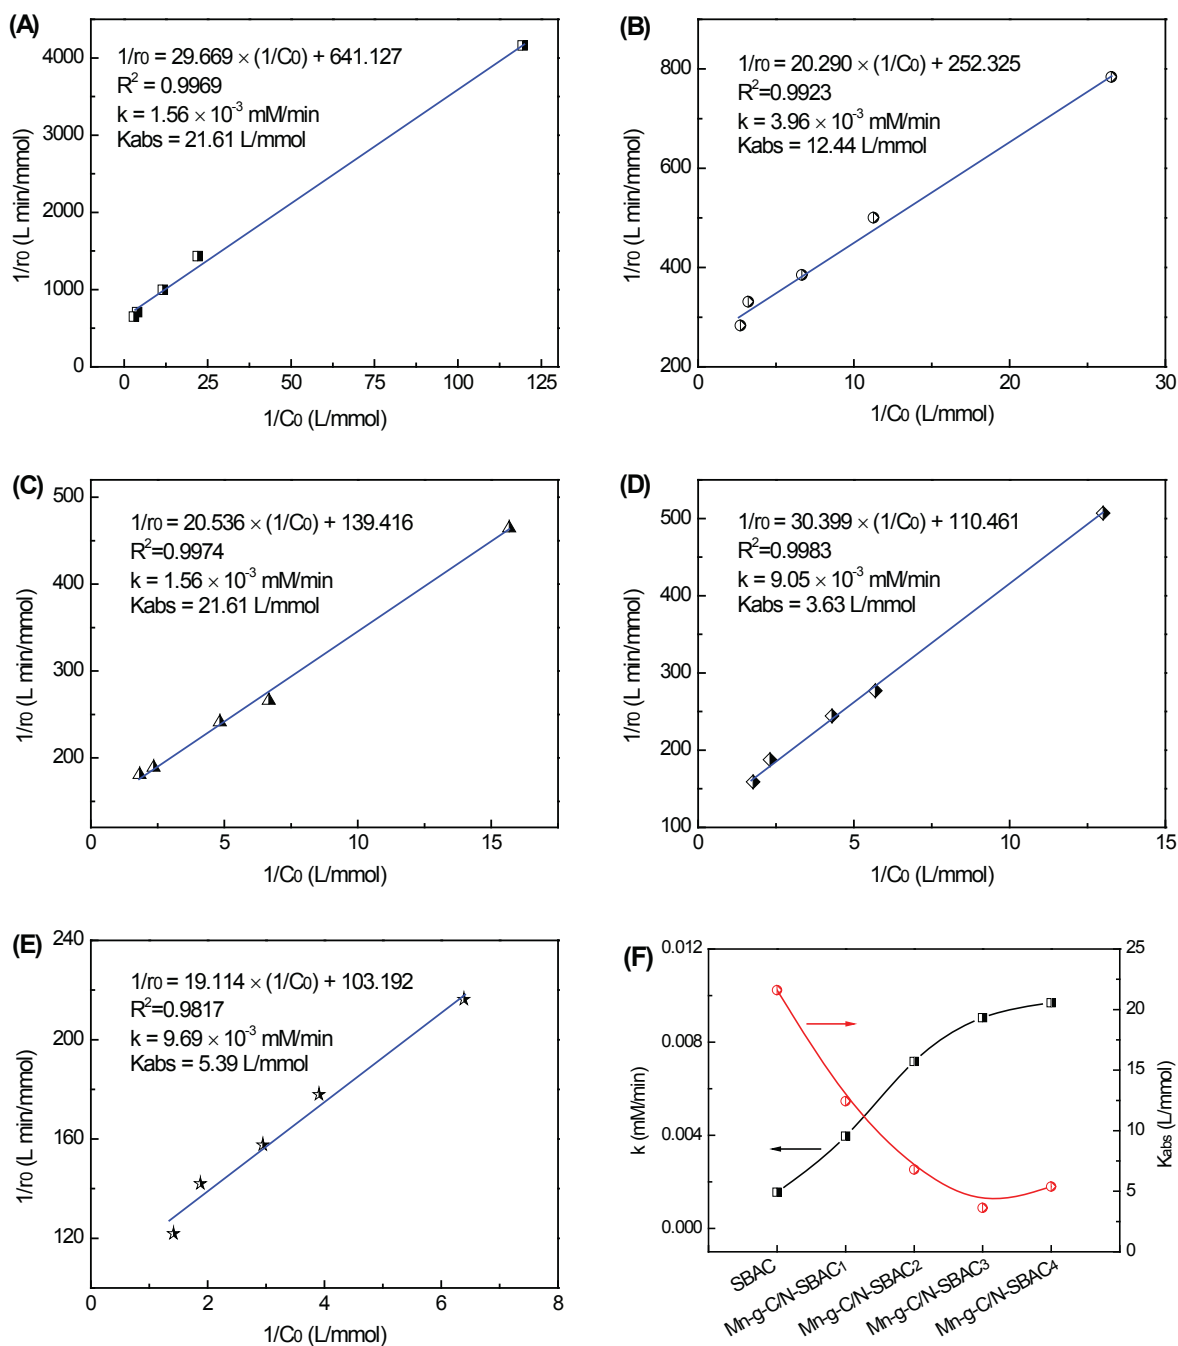 (A)
1/r0 = 29.669 × (1/C0) + 641.127
R² = 0.9969
k = 1.56 × 10⁻³ mM/min
Kabs = 21.61 L/mmol
4000
3000
2000
1000
0
1/r0 (L min/mmol)
0 25 50 75 100 125
1/C0 (L/mmol)
(B)
1/r0 = 20.290 × (1/C0) + 252.325
R²=0.9923
k = 3.96 × 10⁻³ mM/min
Kabs = 12.44 L/mmol
800
800
400
200
1/r0 (L min/mmol)
0 10 20 30
1/C0 (L/mmol)
(C)
1/r0 = 20.536 × (1/C0) + 139.416
R²=0.9974
k = 1.56 × 10⁻³ mM/min
Kabs = 21.61 L/mmol
500
400
300
200
1/r0 (L min/mmol)
0 5 10 15
1/C0 (L/mmol)
(D)
1/r0 = 30.399 × (1/C0) + 110.461
R²=0.9983
k = 9.05 × 10⁻³ mM/min
Kabs = 3.63 L/mmol
500
400
300
200
100
1/r0 (L min/mmol)
0 5 10 15
1/C0 (L/mmol)
(E)
1/r0 = 19.114 × (1/C0) + 103.192
R²=0.9817
k = 9.69 × 10⁻³ mM/min
Kabs = 5.39 L/mmol
240
200
160
120
1/r0 (L min/mmol)
0 2 4 6 8
1/C0 (L/mmol)
(F)
0.012
0.008
0.004
0.000
k (mM/min)
25
20
15
10
5
0
Kabs (L/mmol)
SBAC
Mn-g-C/N-SBAC1
Mn-g-C/N-SBAC2
Mn-g-C/N-SBAC3
Mn-g-C/N-SBAC4